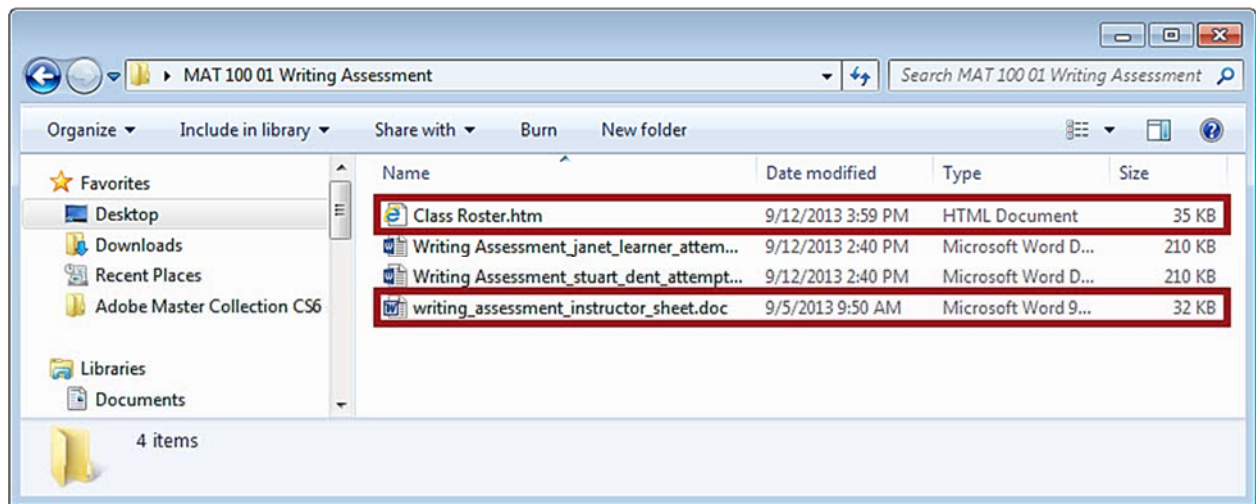 MAT 100 01 Writing Assessment
Search MAT 100 01 Writing Assessment
Organize Include in library Share with Burn New folder
Favorites
Desktop
Downloads
Recent Places
Adobe Master Collection CS6
Libraries
Documents
Name Date modified Type Size
Class Roster.htm 9/12/2013 3:59 PM HTML Document 35 KB
Writing Assessment_janet_learner_attem... 9/12/2013 2:40 PM Microsoft Word D... 210 KB
Writing Assessment_stuart_dent_attempt... 9/12/2013 2:40 PM Microsoft Word D... 210 KB
writing_assessment_instructor_sheet.doc 9/5/2013 9:50 AM Microsoft Word 9... 32 KB
4 items